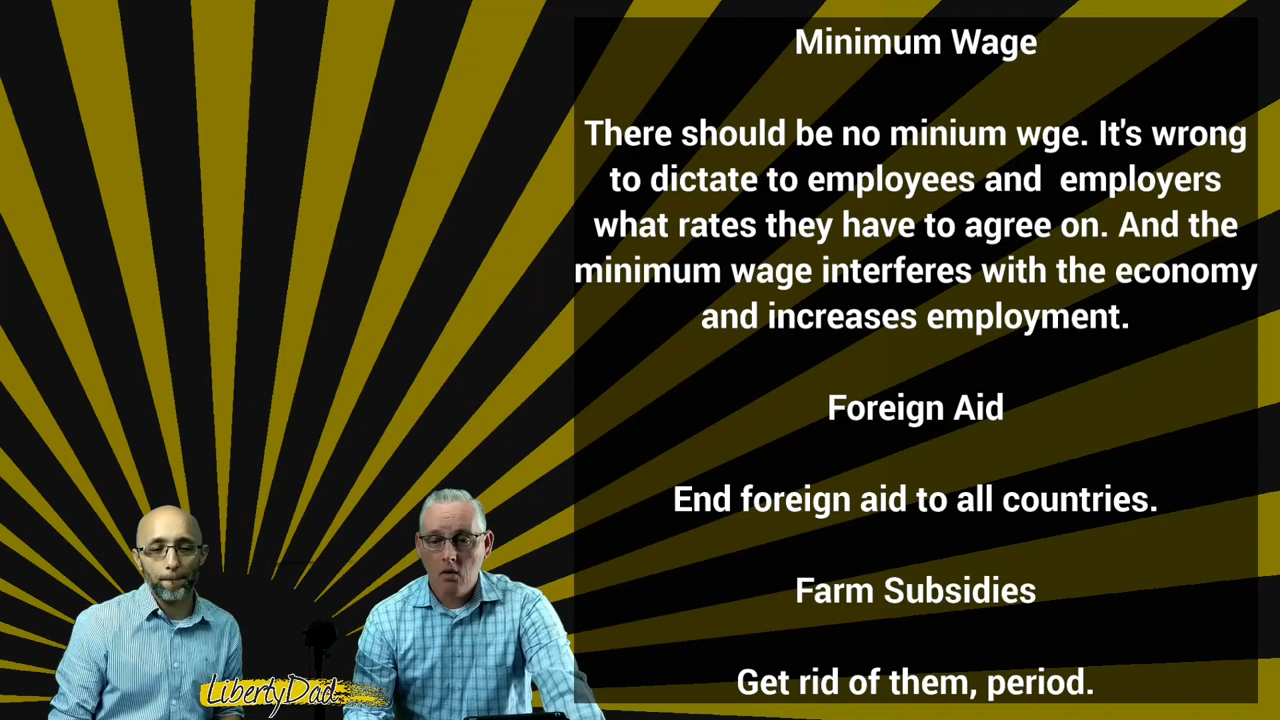 Minimum Wage
There should be no minium wge. It's wrong
to dictate to employees and  employers
what rates they have to agree on. And the
minimum wage interferes with the economy
and increases employment.
Foreign Aid
End foreign aid to all countries.
Farm Subsidies
Get rid of them, period.
LibertyDad